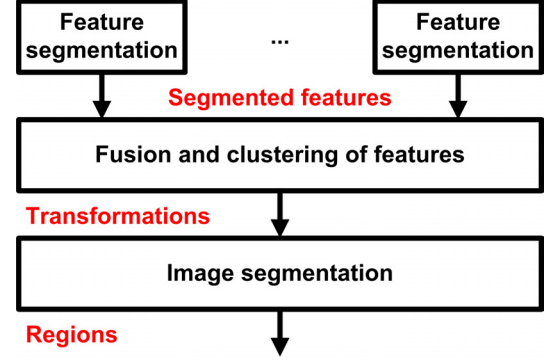 Feature
segmentation
...
Feature
segmentation
Segmented features
Fusion and clustering of features
Transformations
Image segmentation
Regions